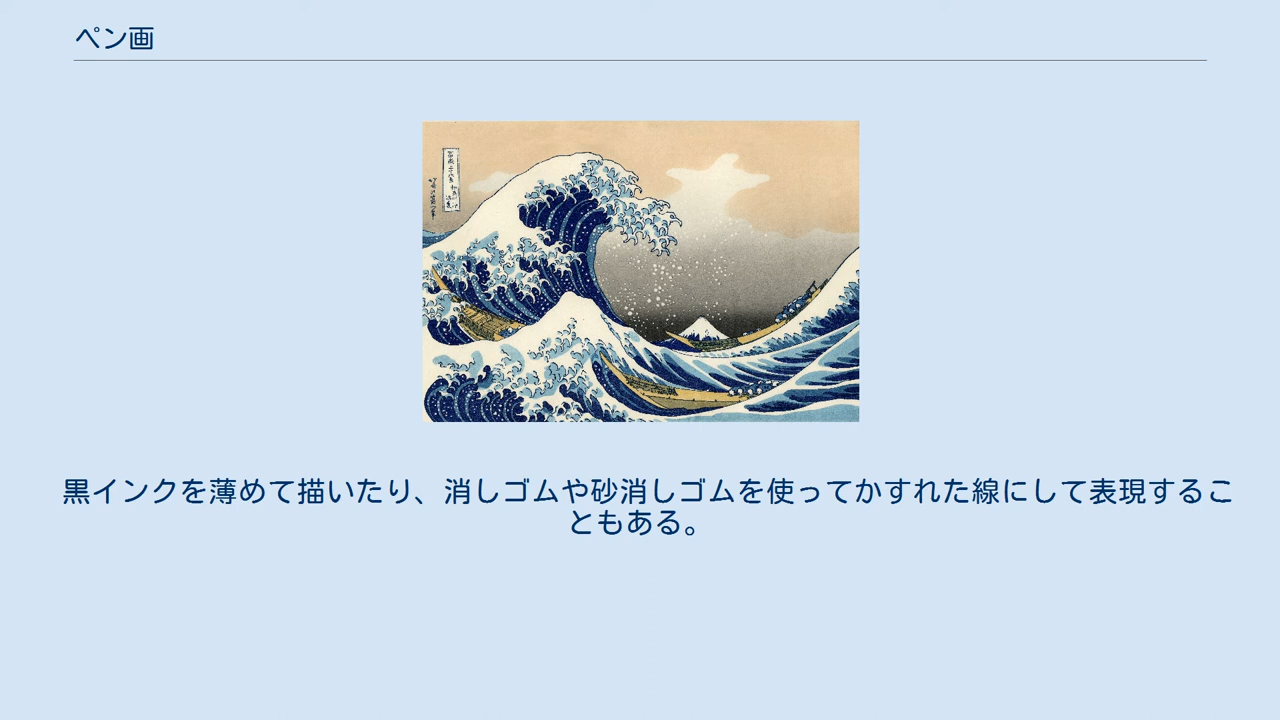 ペン画
黒インクを薄めて描いたり、消しゴムや砂消しゴムを使ってかすれた線にして表現するこ
ともある。